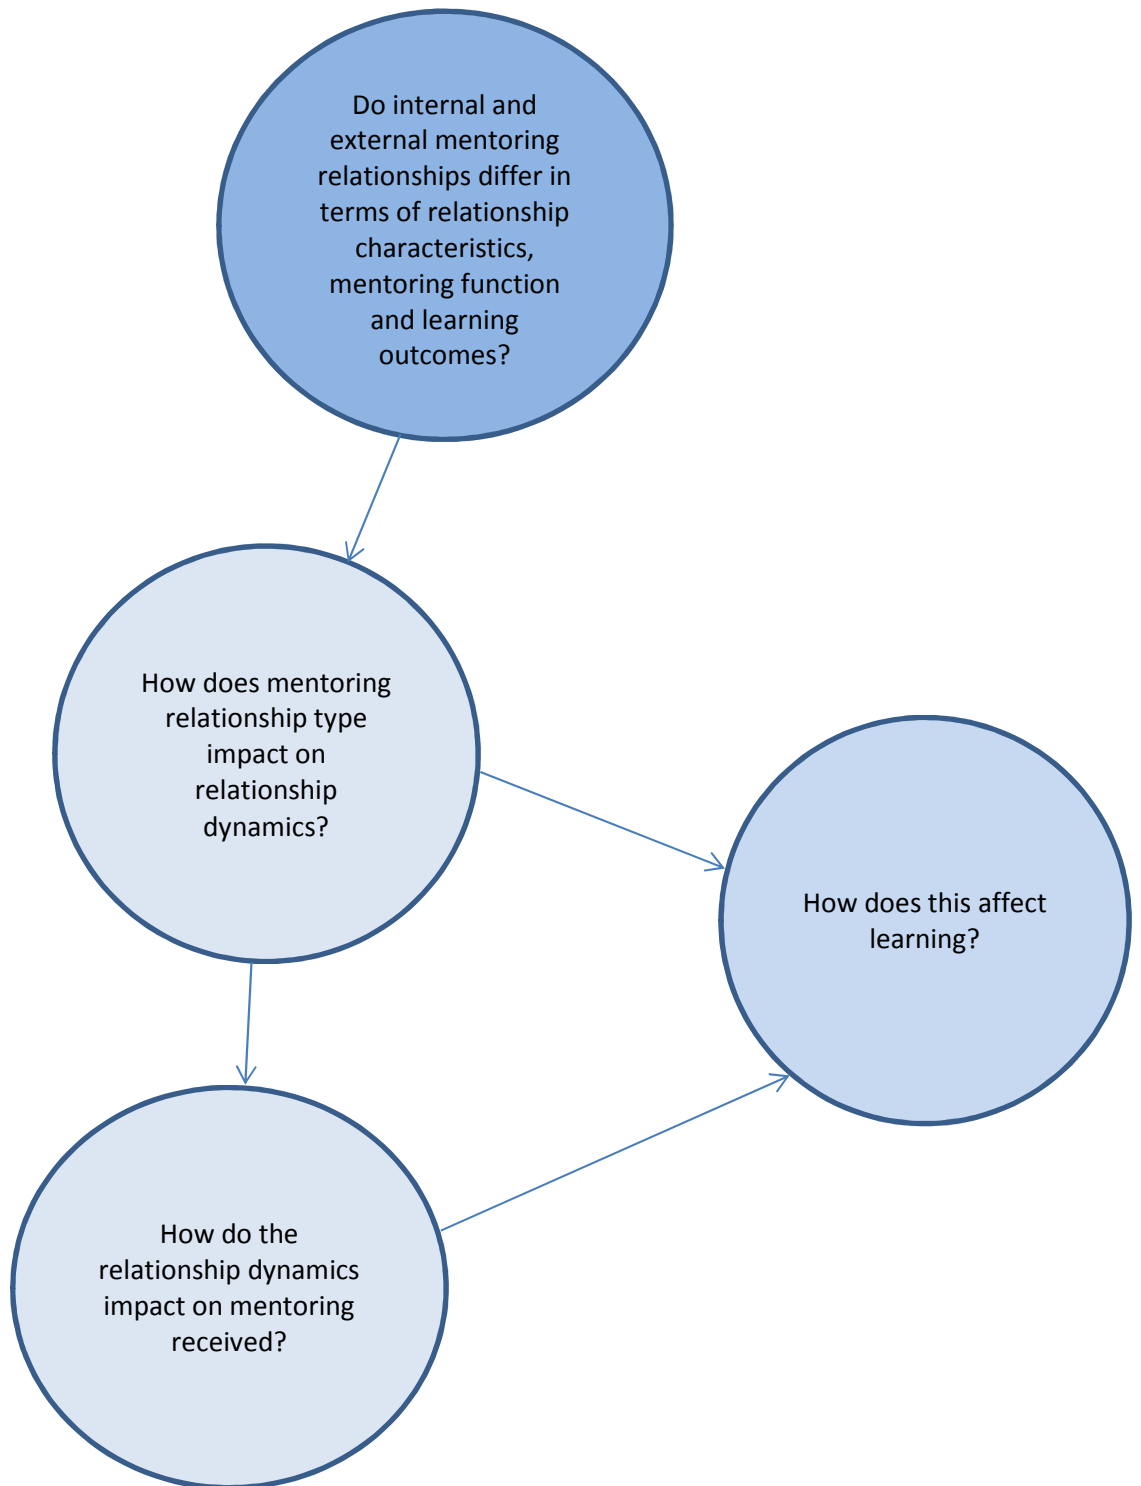 Do internal and
external mentoring
relationships differ in
terms of relationship
characteristics,
mentoring function
and learning
outcomes?
How does mentoring
relationship type
impact on
relationship
dynamics?
How does this affect
learning?
How do the
relationship dynamics
impact on mentoring
received?